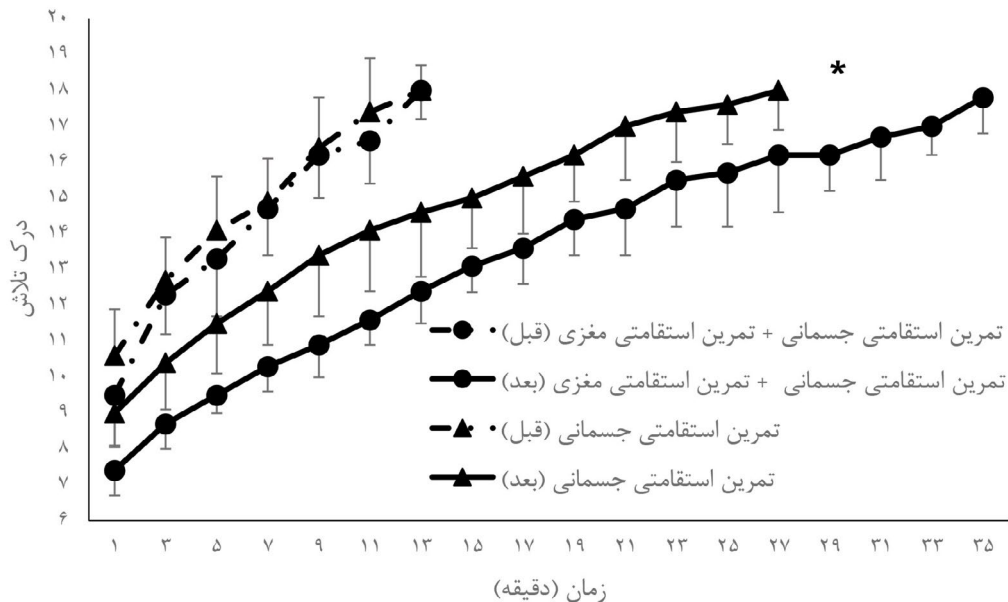 ۲۰
۱۹
۱۸
۱۷
۱۶
۱۵
۱۴
۱۳
۱۲
۱۱
۱۰
۹
۸
۷
۶
درک تلاش
*
تمرین استقامتی جسمانی + تمرین استقامتی مغزی (قبل)
تمرین استقامتی جسمانی + تمرین استقامتی مغزی (بعد)
تمرین استقامتی جسمانی (قبل)
تمرین استقامتی جسمانی (بعد)
۱ ۳ ۵ ۷ ۹ ۱۱ ۱۳ ۱۵ ۱۷ ۱۹ ۲۱ ۲۳ ۲۵ ۲۷ ۲۹ ۳۱ ۳۳ ۳۵
زمان (دقیقه)